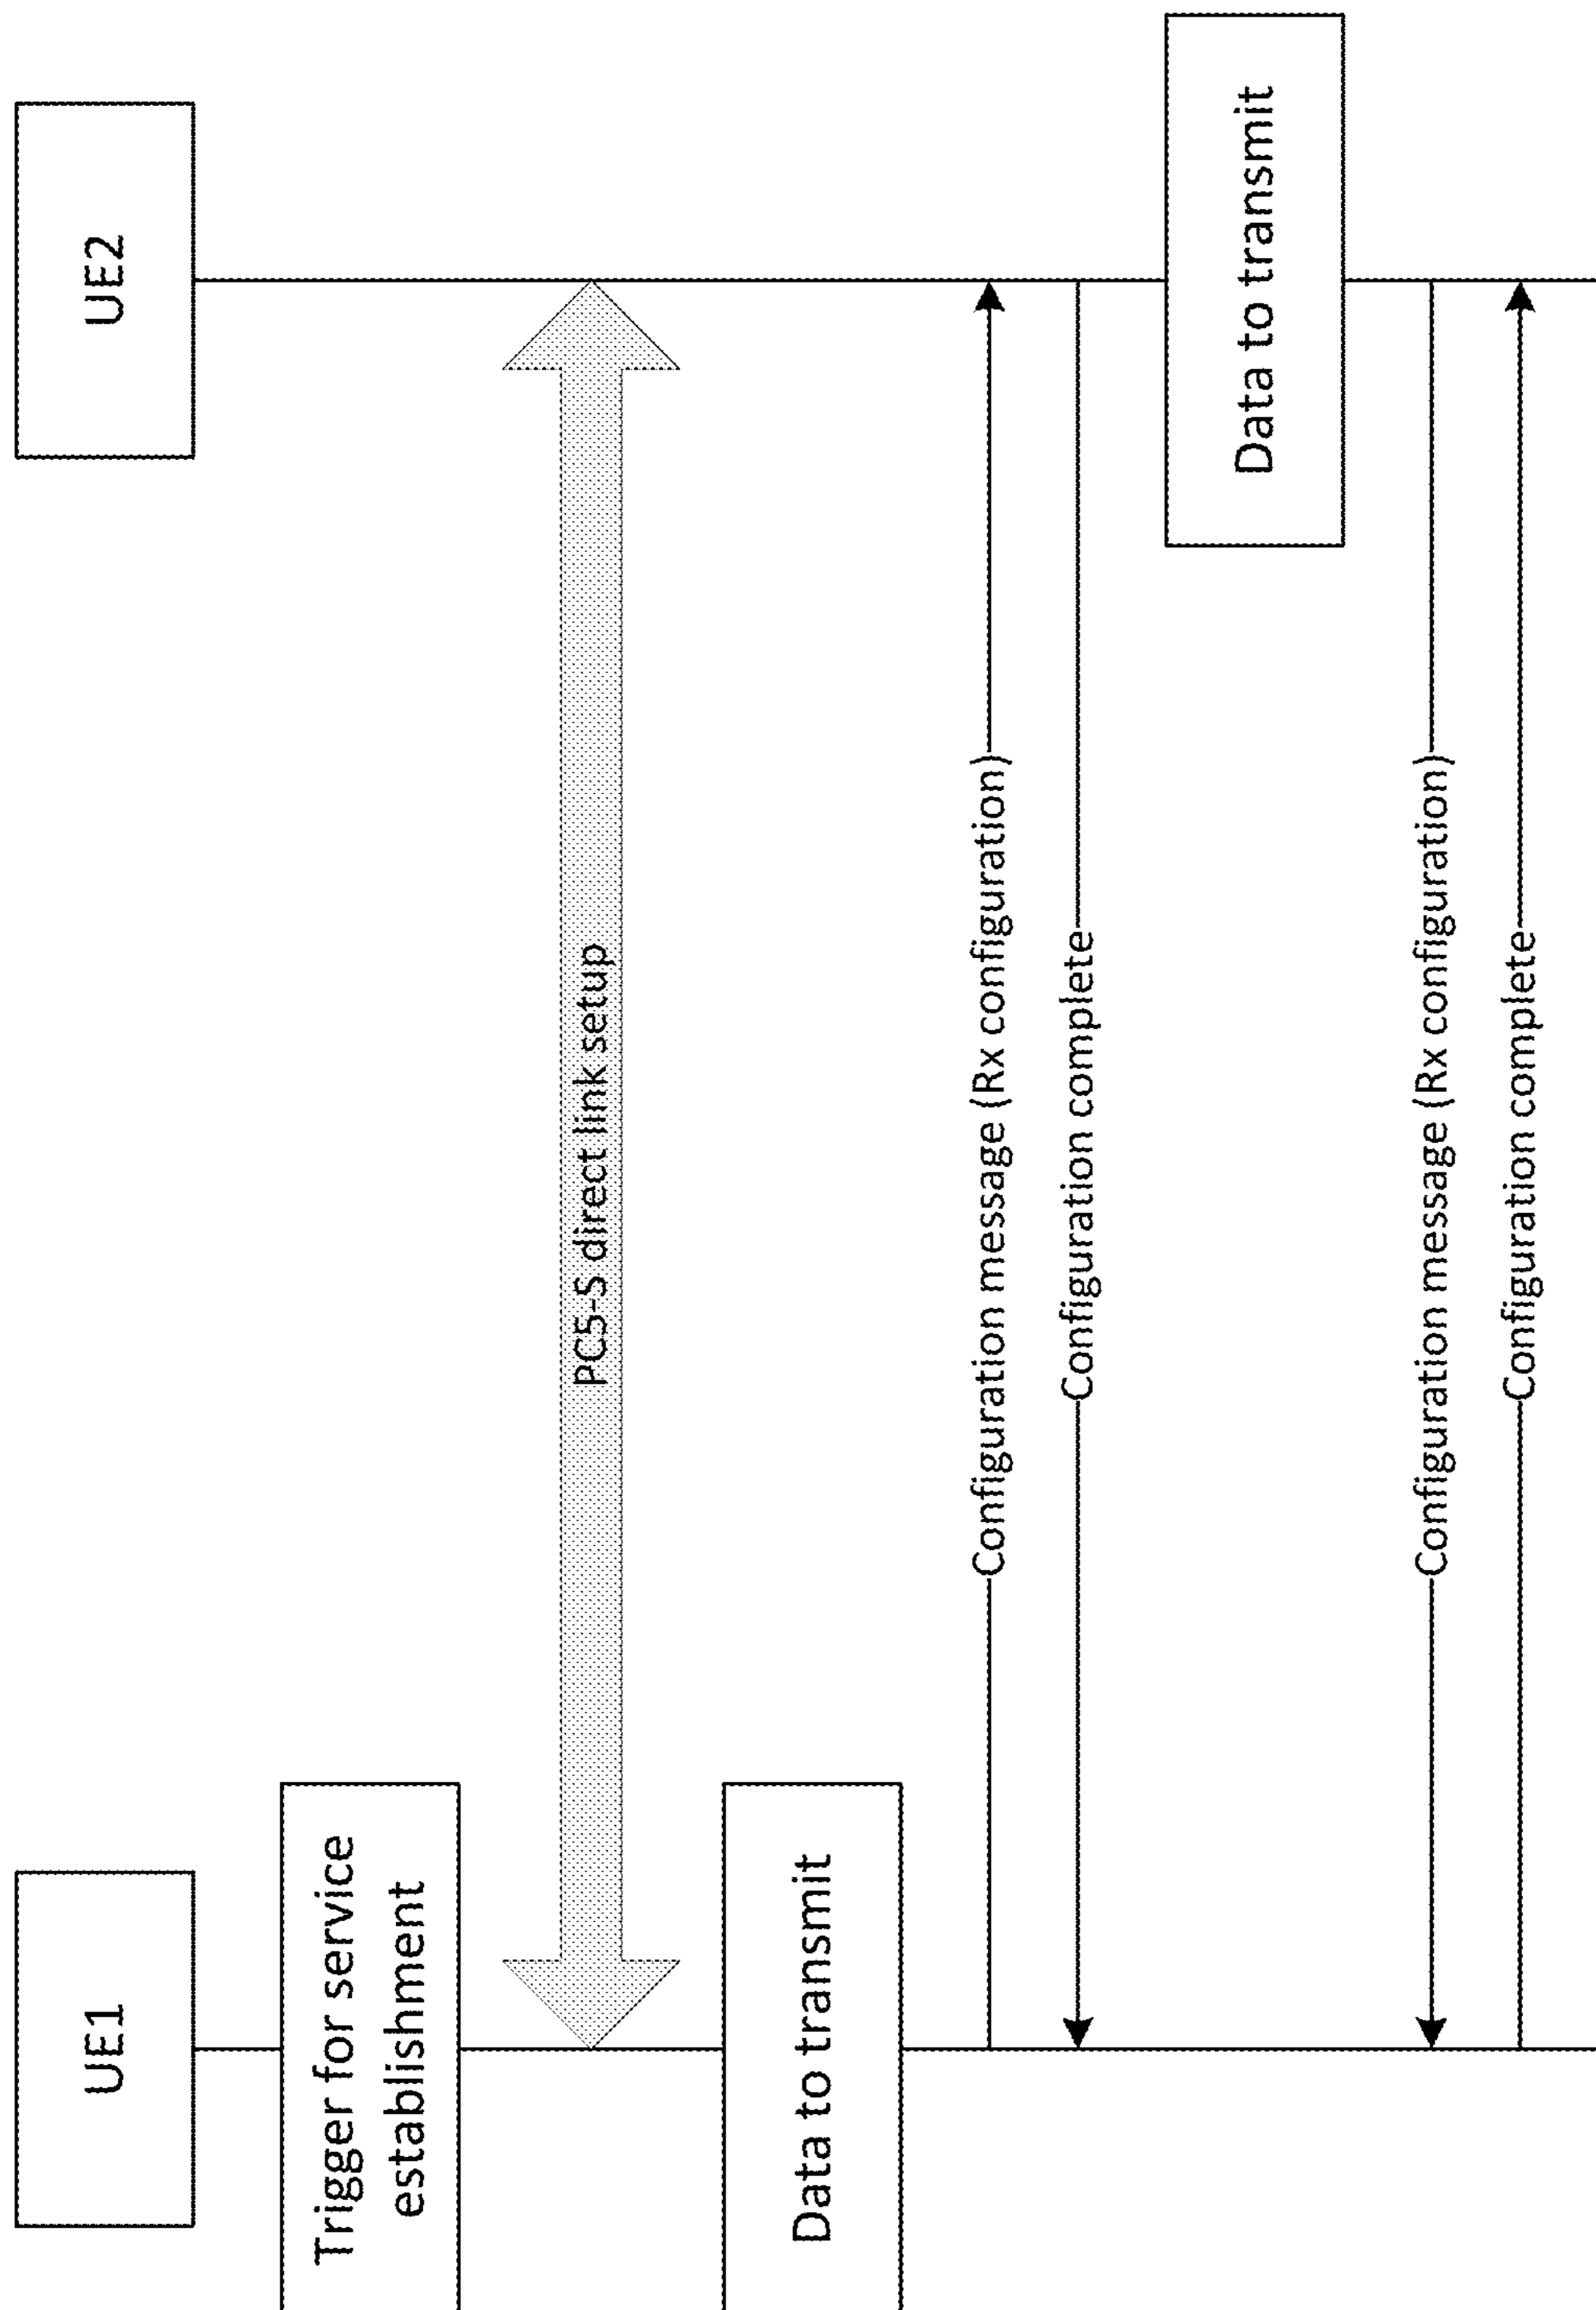 UE1
UE2
Trigger for service
establishment
PC5-S direct link setup
Data to transmit
Configuration message (Rx configuration)
Configuration complete
Data to transmit
Configuration message (Rx configuration)
Configuration complete